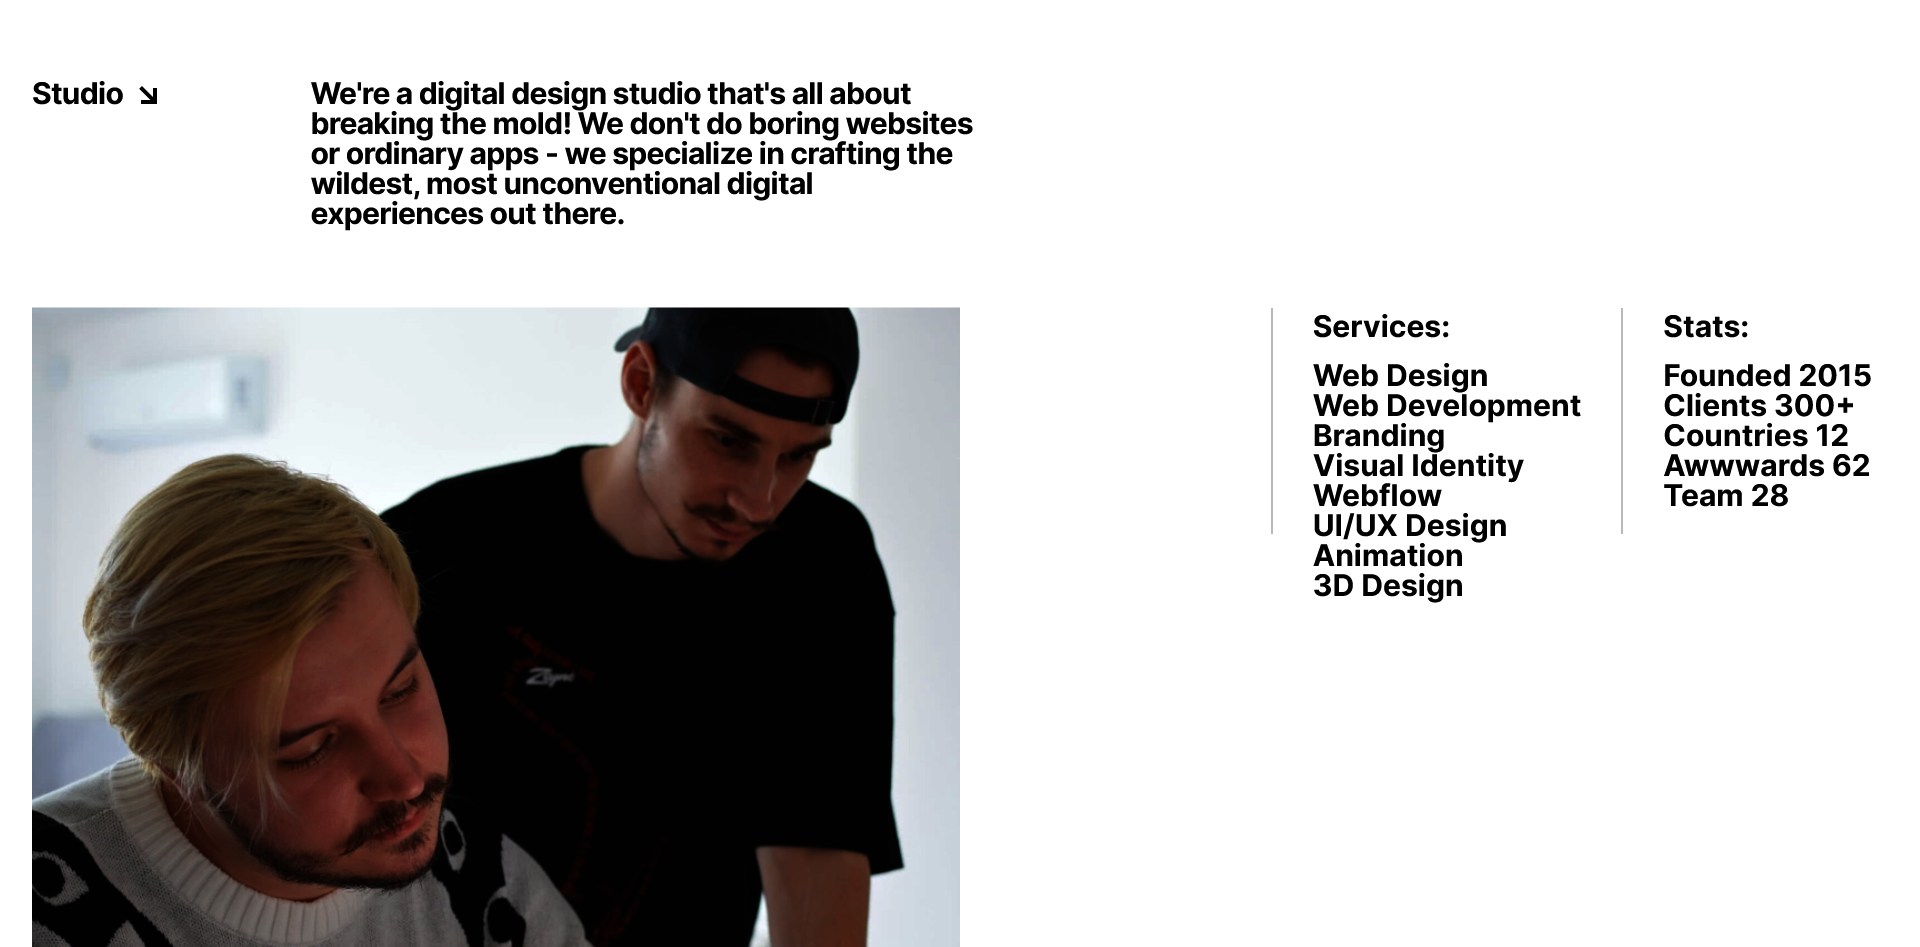 Studio ↘
We're a digital design studio that's all about
breaking the mold! We don't do boring websites
or ordinary apps - we specialize in crafting the
wildest, most unconventional digital
experiences out there.
Services:
Web Design
Web Development
Branding
Visual Identity
Webflow
UI/UX Design
Animation
3D Design
Stats:
Founded 2015
Clients 300+
Countries 12
Awwwards 62
Team 28